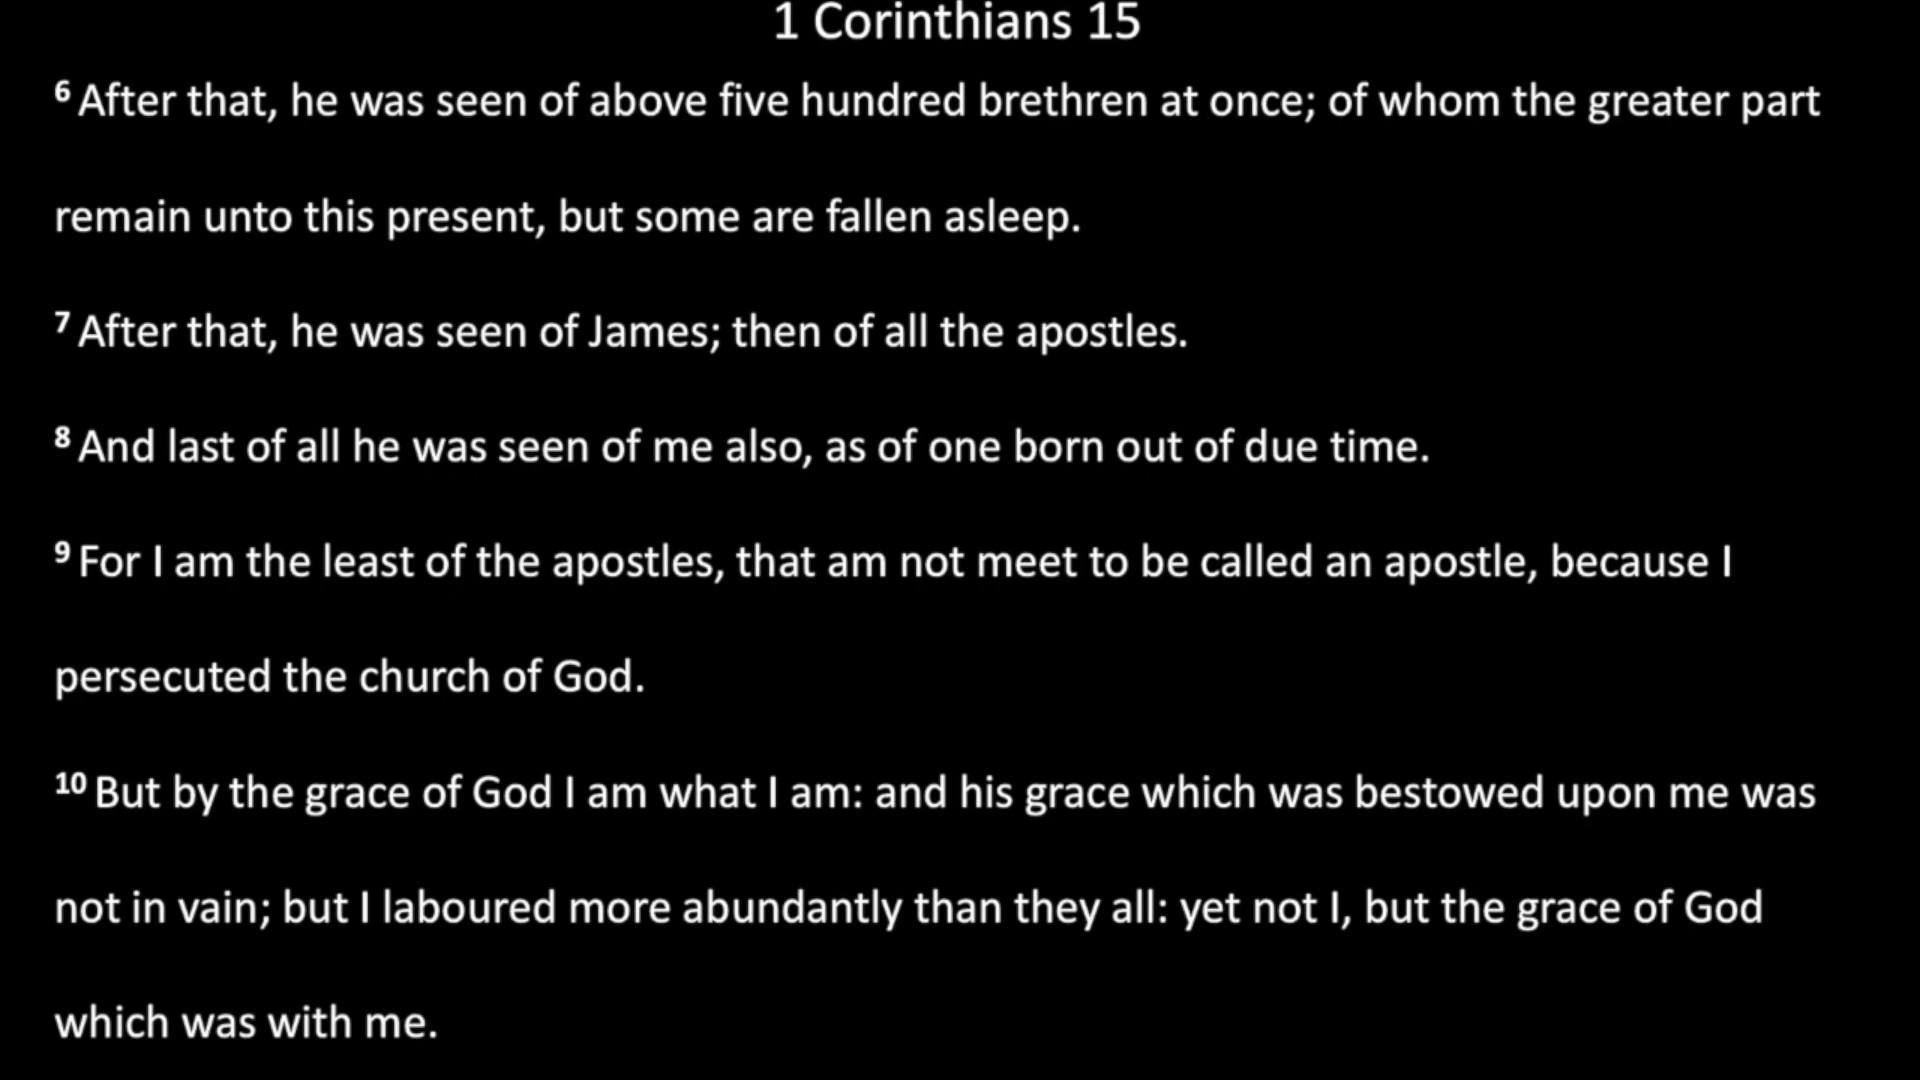 1 Corinthians 15
6 After that, he was seen of above five hundred brethren at once; of whom the greater part
remain unto this present, but some are fallen asleep.
7 After that, he was seen of James; then of all the apostles.
8 And last of all he was seen of me also, as of one born out of due time.
9 For I am the least of the apostles, that am not meet to be called an apostle, because I
persecuted the church of God.
10 But by the grace of God I am what I am: and his grace which was bestowed upon me was
not in vain; but I laboured more abundantly than they all: yet not I, but the grace of God
which was with me.